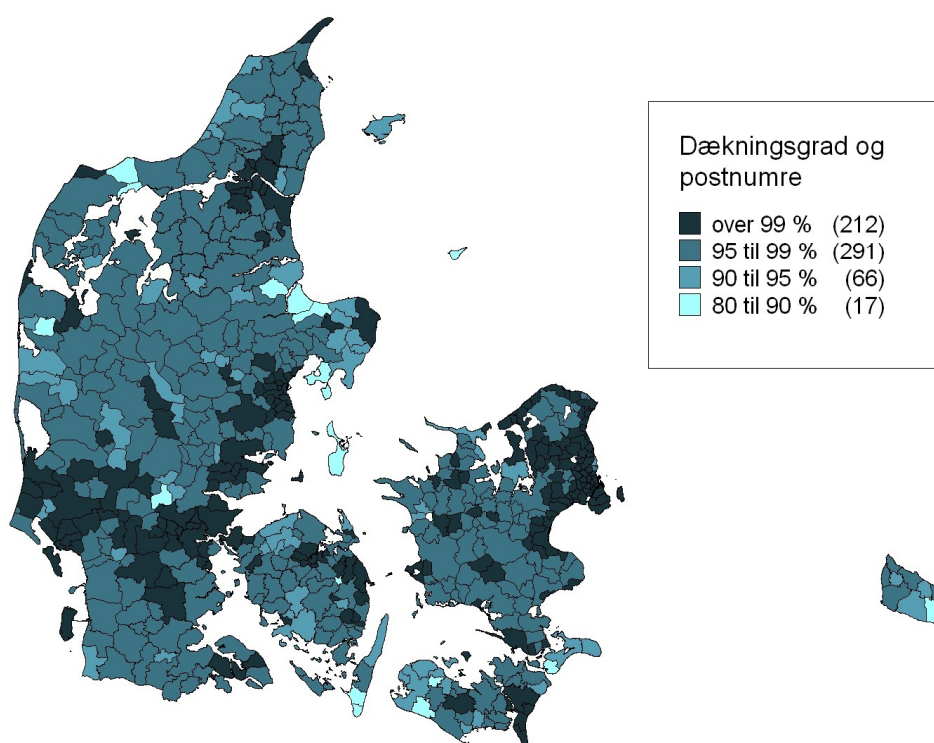 Dækningsgrad og
postnumre
over 99 % (212)
95 til 99 % (291)
90 til 95 % (66)
80 til 90 % (17)